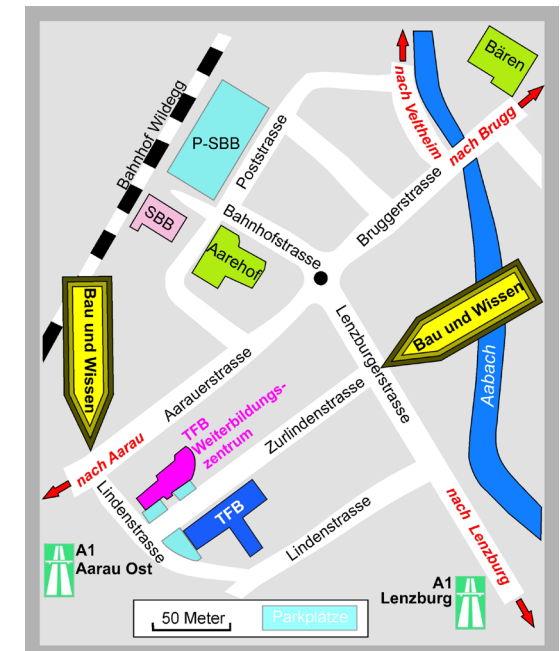 Bären
nach Veltheim
nach Brugg
Bahnhof Wildegg
P-SBB
Poststrasse
SBB
Bahnhofstrasse
Bruggerstrasse
Aarehof
Bau und Wissen
Bau und Wissen
Lenzburgerstrasse
Aabach
Aarauerstrasse
TFB
Weiterbildungs-
zentrum
Zurlindenstrasse
nach Aarau
Lindenstrasse
TFB
Lindenstrasse
nach Lenzburg
A1
Aarau Ost
A1
Lenzburg
50 Meter
Parkplätze